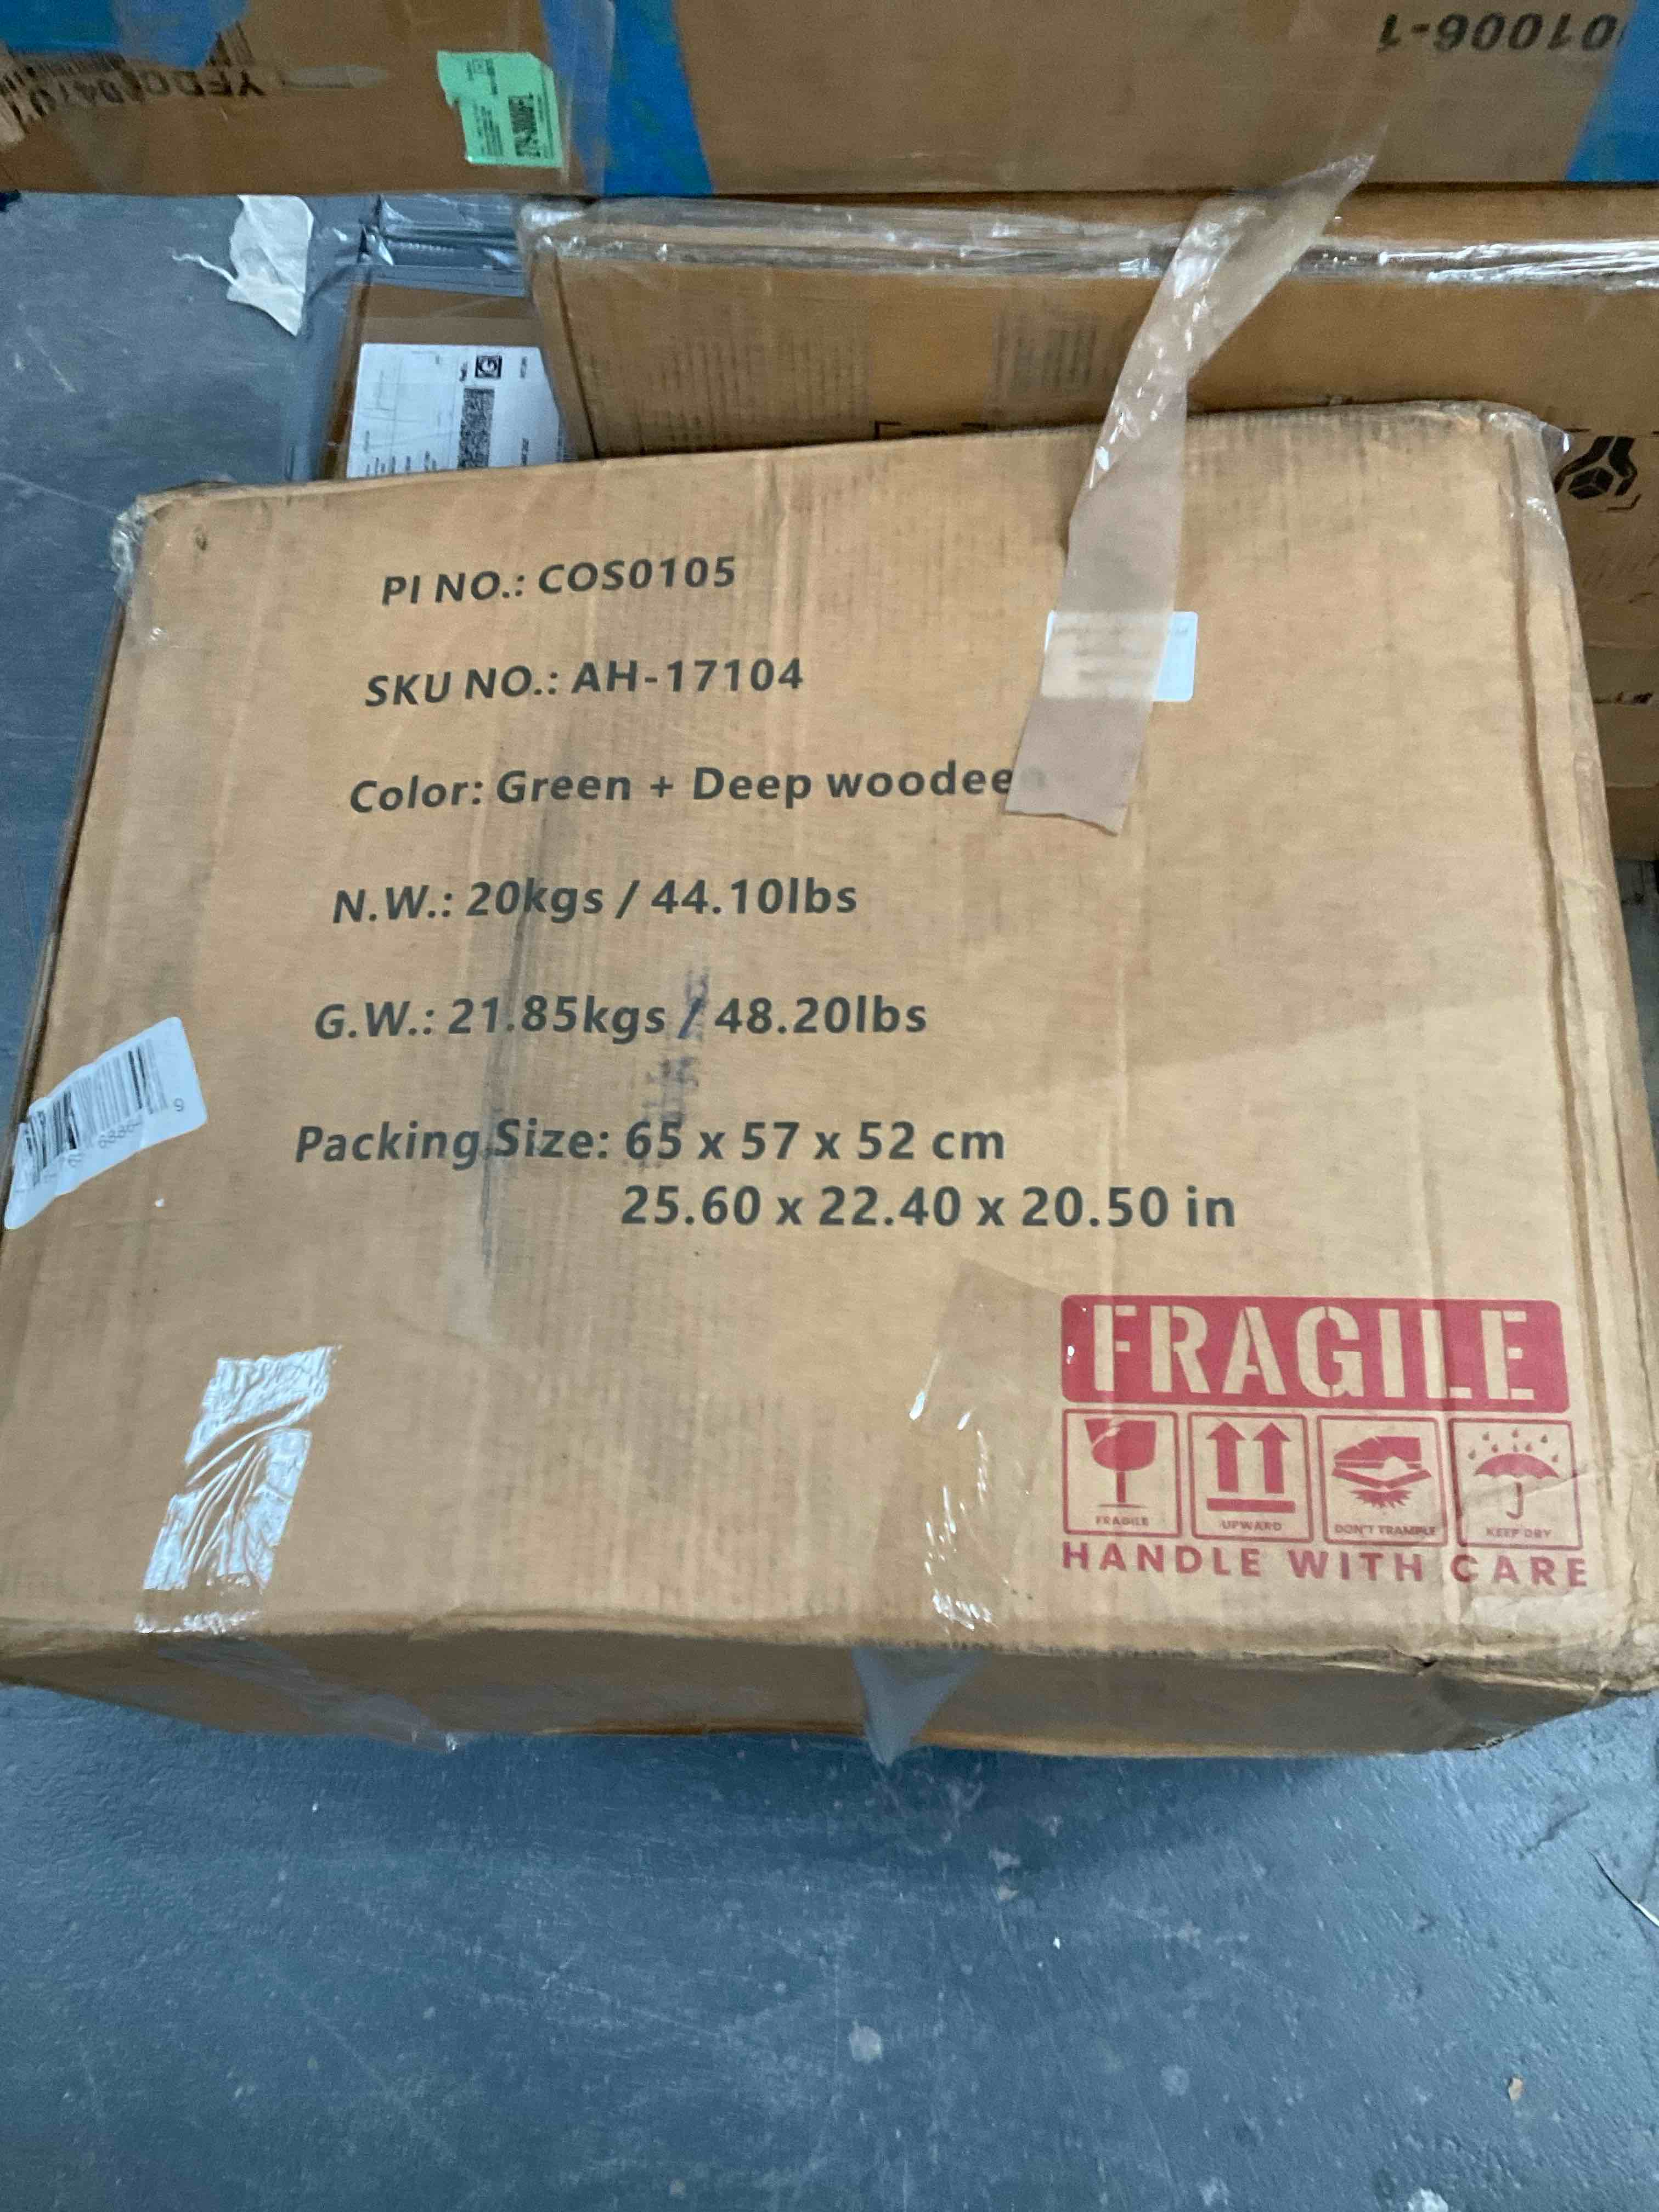 01006-1
PI NO.: COS0105
SKU NO.: AH-17104
Color: Green + Deep woodeen
N.W.: 20kgs / 44.10lbs
G.W.: 21.85kgs / 48.20lbs
Packing Size: 65 x 57 x 52 cm
25.60 x 22.40 x 20.50 in
FRAGILE
FRAGILE
UPWARD
DON'T TRAMPLE
KEEP DRY
HANDLE WITH CARE